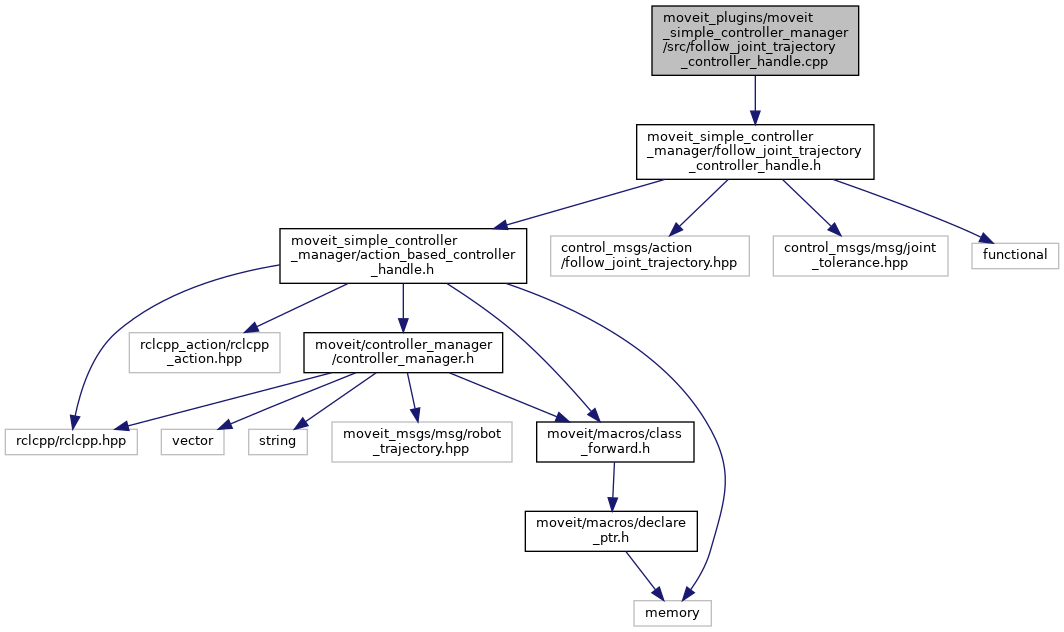 moveit_plugins/moveit
_simple_controller_manager
/src/follow_joint_trajectory
_controller_handle.cpp
moveit_simple_controller
_manager/follow_joint_trajectory
_controller_handle.h
moveit_simple_controller
_manager/action_based_controller
_handle.h
control_msgs/action
/follow_joint_trajectory.hpp
control_msgs/msg/joint
_tolerance.hpp
functional
rclcpp_action/rclcpp
_action.hpp
moveit/controller_manager
/controller_manager.h
rclcpp/rclcpp.hpp
vector
string
moveit_msgs/msg/robot
_trajectory.hpp
moveit/macros/class
_forward.h
moveit/macros/declare
_ptr.h
memory